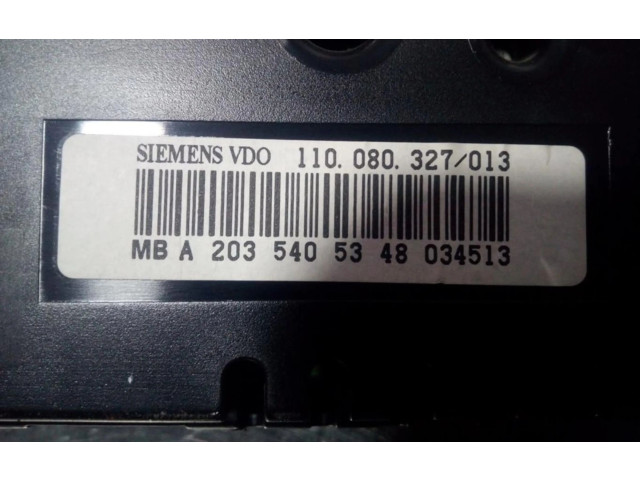 SIEMENS VDO 110.080.327/013
MB A 203 540 53 48 034513